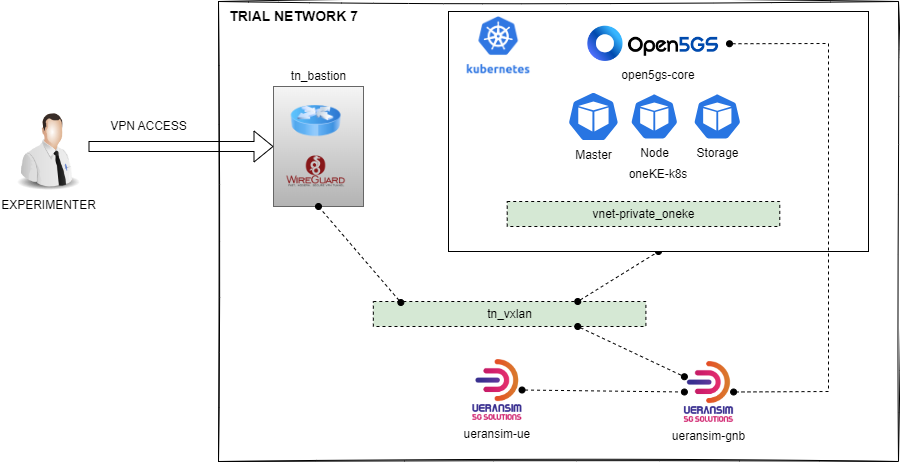 TRIAL NETWORK 7
kubernetes
Open5GS
open5gs-core
tn_bastion
Master
Node
Storage
oneKE-k8s
VPN ACCESS
WIREGUARD
EXPERIMENTER
vnet-private_oneke
tn_vxlan
UERANSIM
5G SOLUTIONS
ueransim-ue
UERANSIM
5G SOLUTIONS
ueransim-gnb